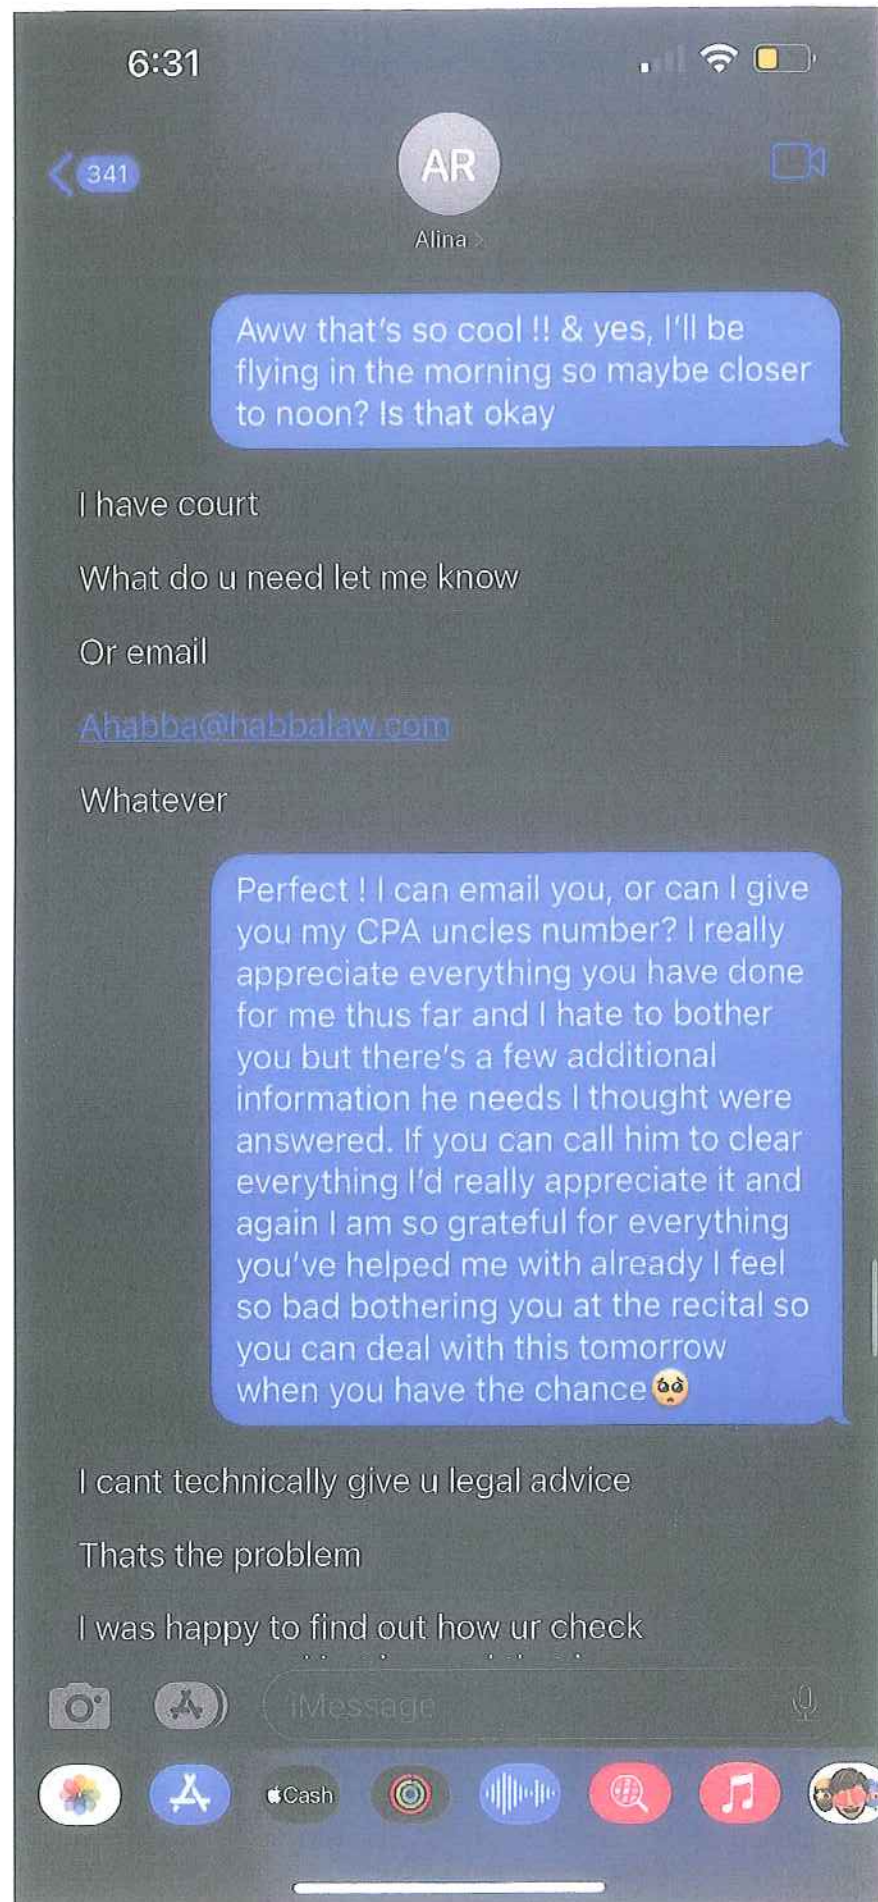 6:31
341
AR
Alina >
Aww that's so cool !! & yes, I'll be
flying in the morning so maybe closer
to noon? Is that okay
I have court
What do u need let me know
Or email
Ahabba@habbalaw.com
Whatever
Perfect ! I can email you, or can I give
you my CPA uncles number? I really
appreciate everything you have done
for me thus far and I hate to bother
you but there's a few additional
information he needs I thought were
answered. If you can call him to clear
everything I'd really appreciate it and
again I am so grateful for everything
you've helped me with already I feel
so bad bothering you at the recital so
you can deal with this tomorrow
when you have the chance🥺
I cant technically give u legal advice
Thats the problem
I was happy to find out how ur check
iMessage
Cash